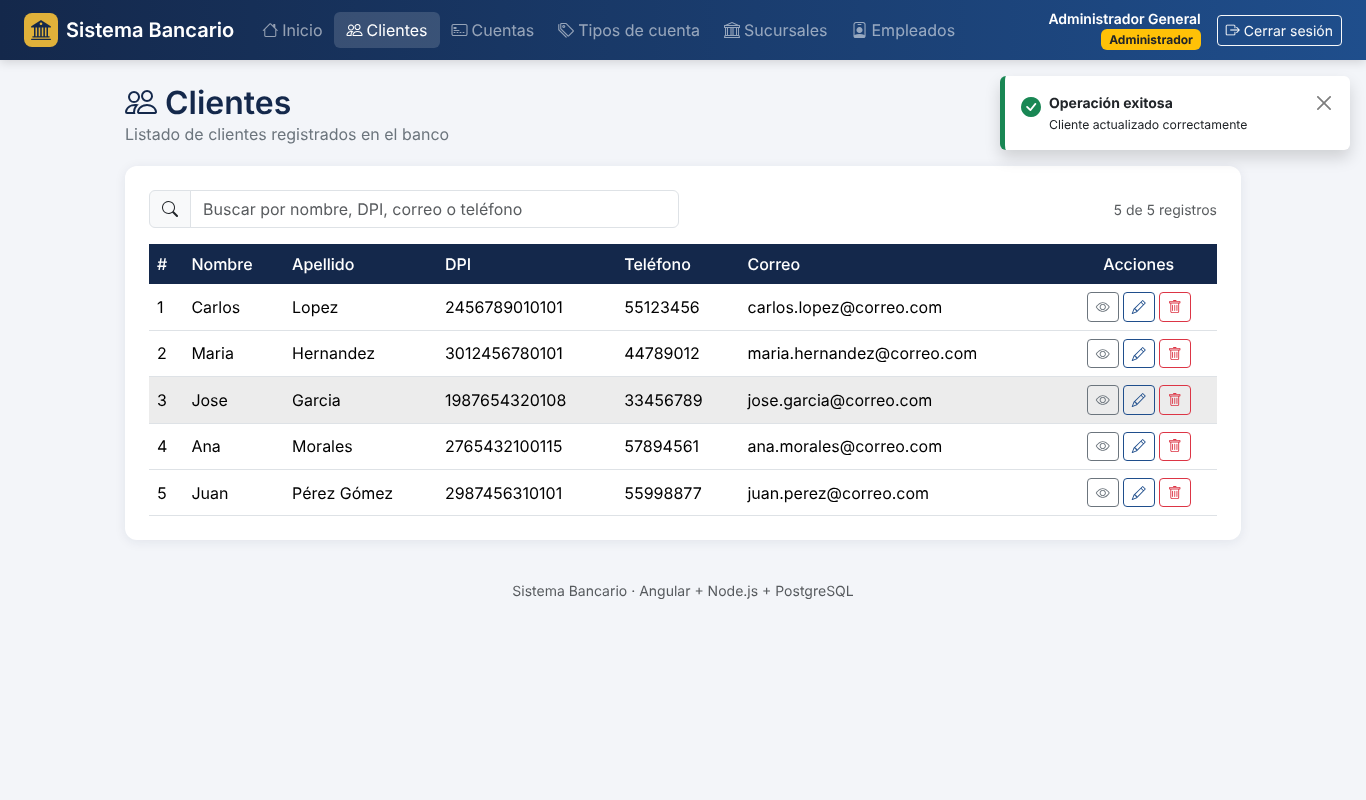 Sistema Bancario Inicio Clientes Cuentas Tipos de cuenta Sucursales Empleados Administrador General Cerrar sesión
Administrador
Clientes
Listado de clientes registrados en el banco
Operación exitosa
Cliente actualizado correctamente
Buscar por nombre, DPI, correo o teléfono 5 de 5 registros
# Nombre Apellido DPI Teléfono Correo Acciones
1 Carlos Lopez 2456789010101 55123456 carlos.lopez@correo.com
2 Maria Hernandez 3012456780101 44789012 maria.hernandez@correo.com
3 Jose Garcia 1987654320108 33456789 jose.garcia@correo.com
4 Ana Morales 2765432100115 57894561 ana.morales@correo.com
5 Juan Pérez Gómez 2987456310101 55998877 juan.perez@correo.com
Sistema Bancario · Angular + Node.js + PostgreSQL